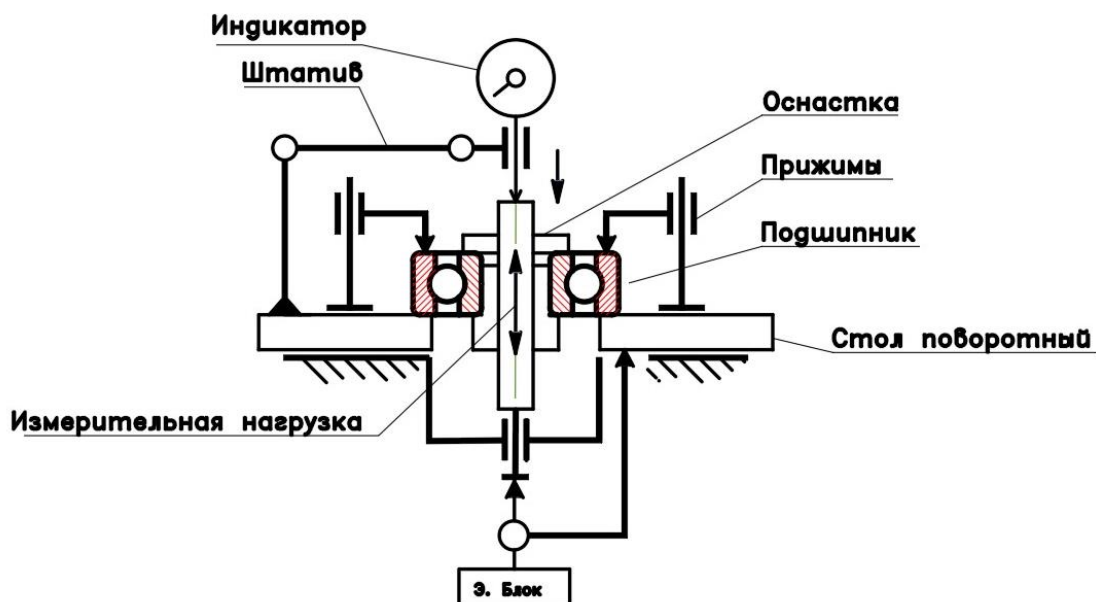 Индикатор
Штатив
Оснастка
Прижимы
Подшипник
Стол поворотный
Измерительная нагрузка
Э. Блок